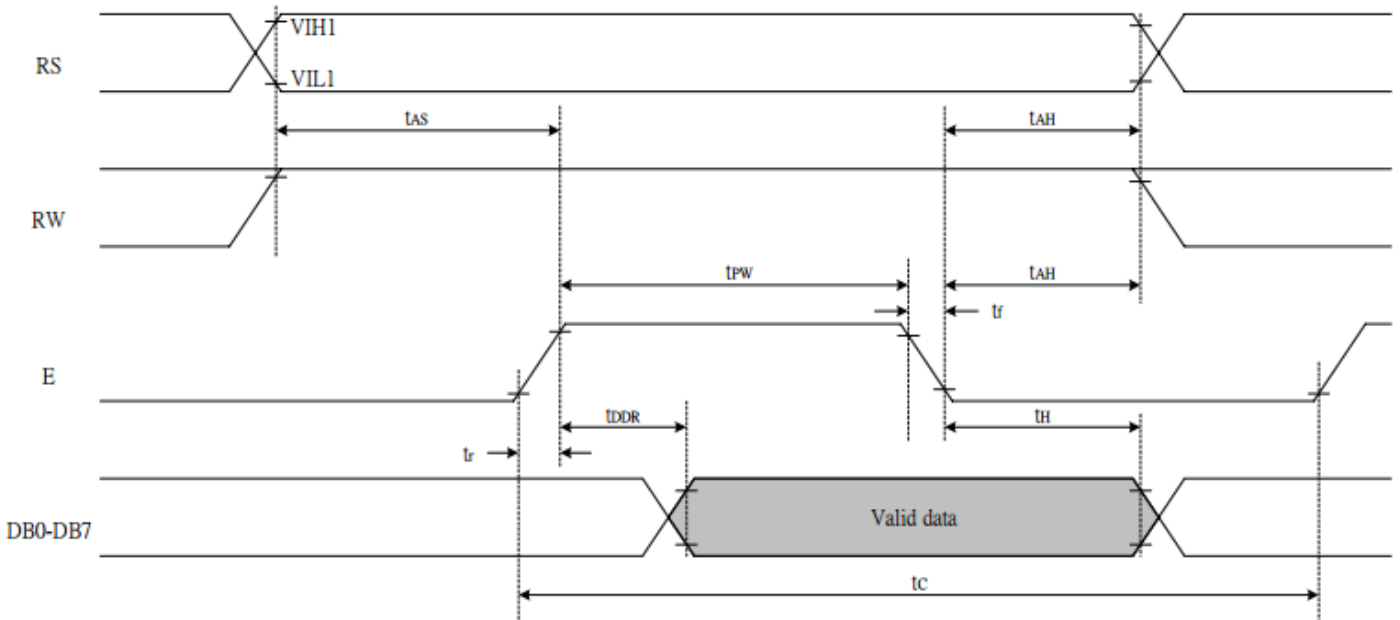 VIH1
RS
VIL1
tAS tAH
RW
tPW tAH
tf
E
tDDR tH
tr
Valid data
DB0-DB7
tC